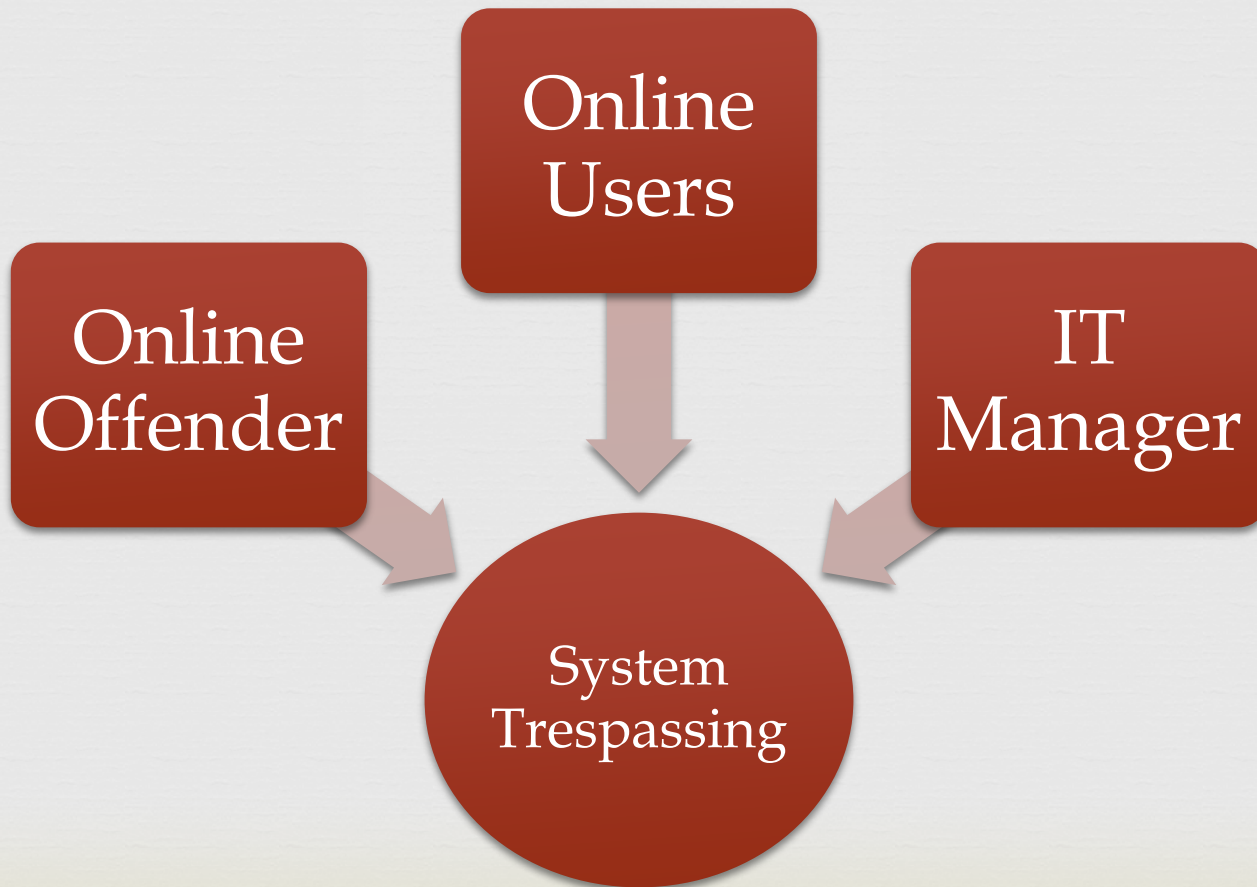 Online
Users
Online
Offender
IT
Manager
System
Trespassing